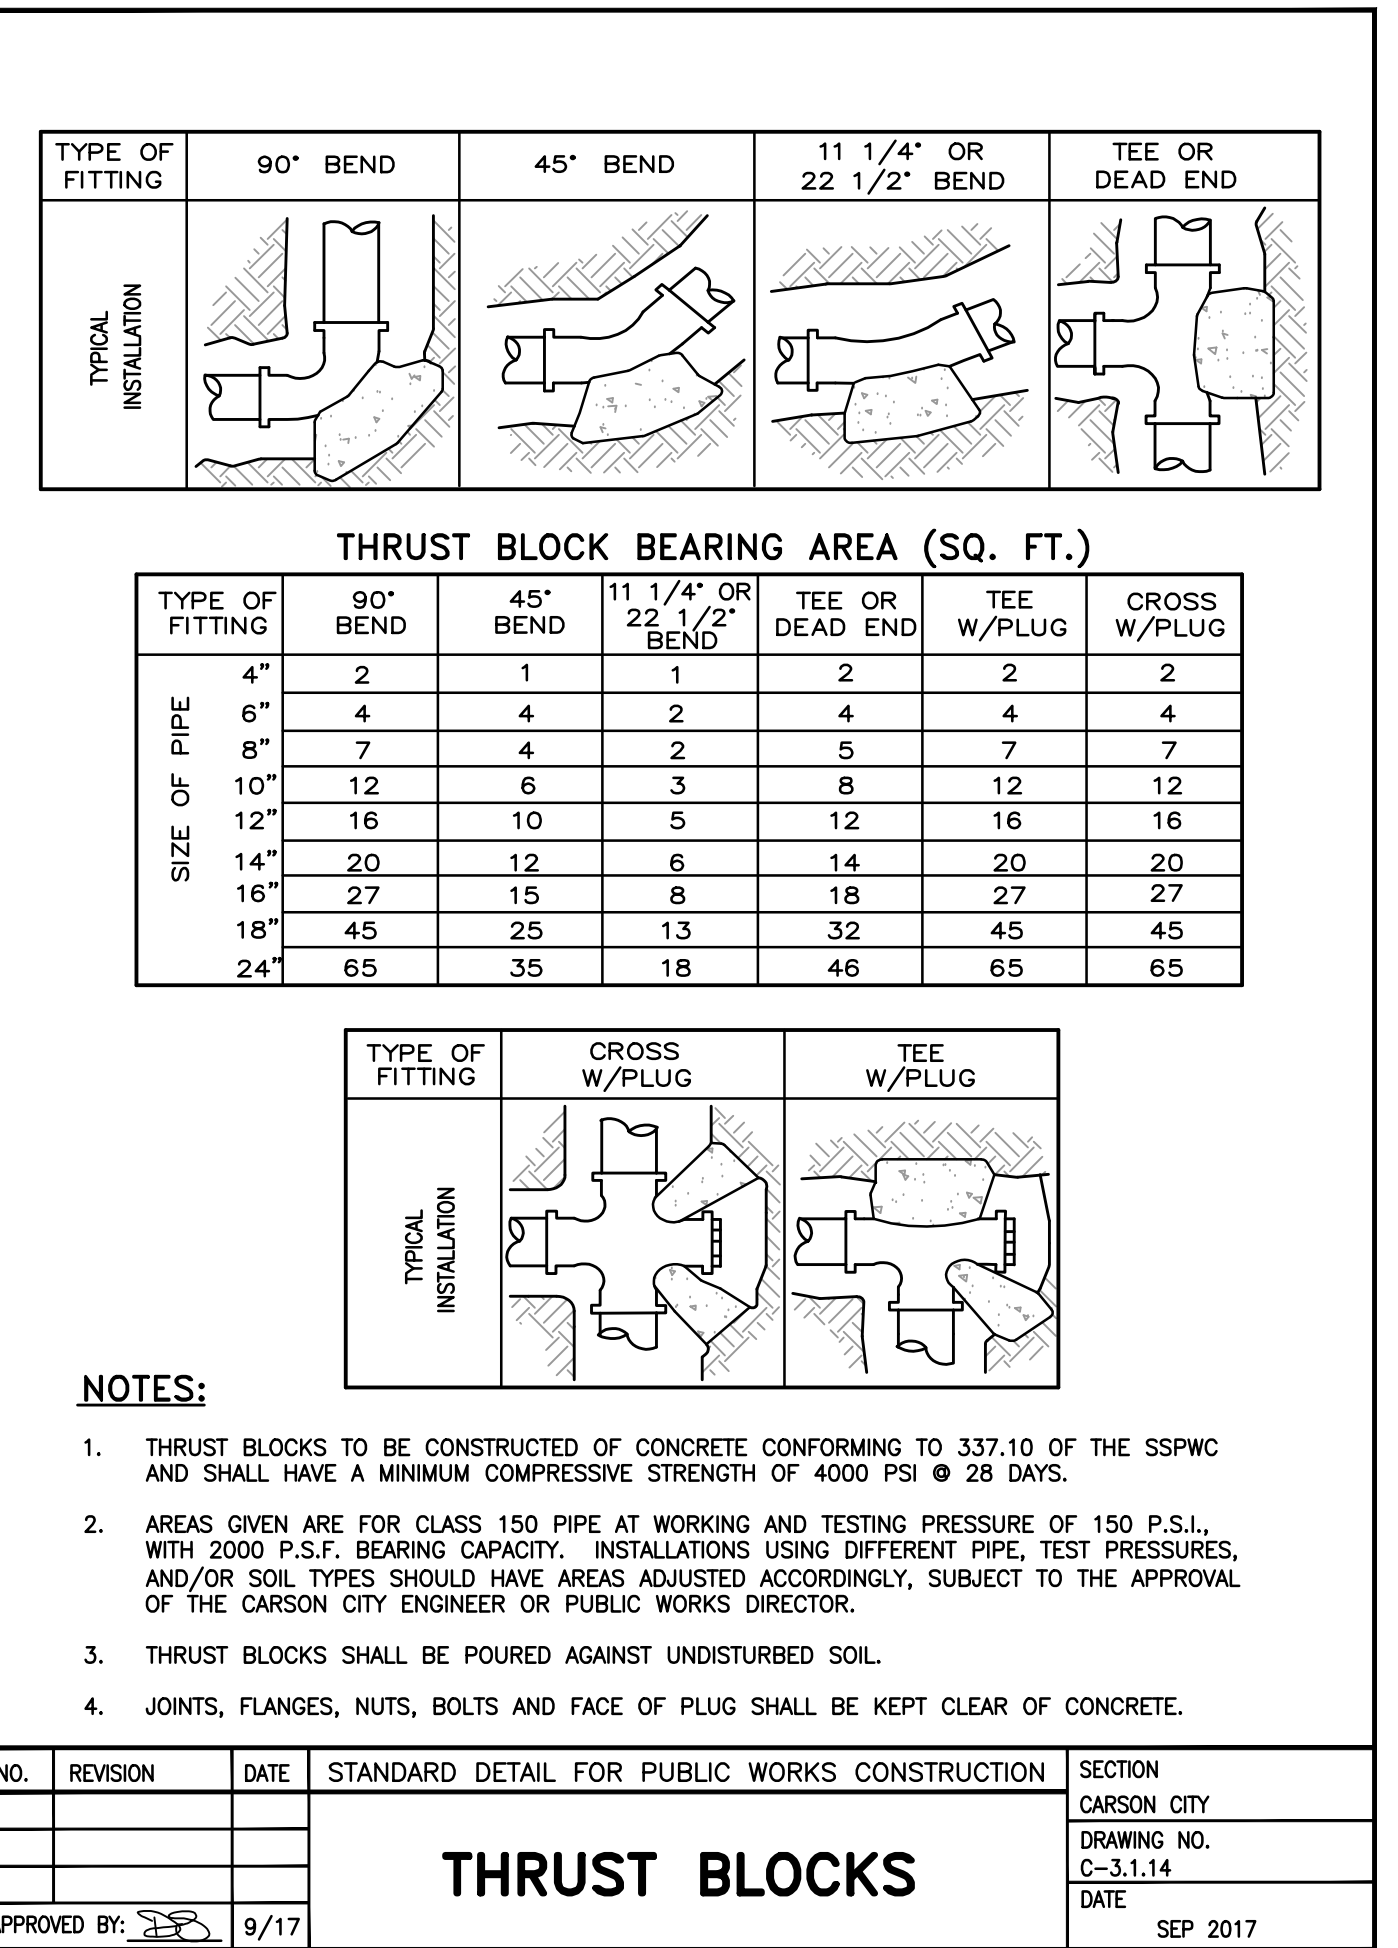 TYPE OF FITTING 90° BEND 45° BEND 11 1/4° OR 22 1/2° BEND TEE OR DEAD END
TYPICAL INSTALLATION
THRUST BLOCK BEARING AREA (SQ. FT.)
TYPE OF FITTING 90° BEND 45° BEND 11 1/4° OR 22 1/2° BEND TEE OR DEAD END TEE W/PLUG CROSS W/PLUG
SIZE OF PIPE
4" 2 1 1 2 2 2
6" 4 4 2 4 4 4
8" 7 4 2 5 7 7
10" 12 6 3 8 12 12
12" 16 10 5 12 16 16
14" 20 12 6 14 20 20
16" 27 15 8 18 27 27
18" 45 25 13 32 45 45
24" 65 35 18 46 65 65
TYPE OF FITTING CROSS W/PLUG TEE W/PLUG
TYPICAL INSTALLATION
NOTES:
1. THRUST BLOCKS TO BE CONSTRUCTED OF CONCRETE CONFORMING TO 337.10 OF THE SSPWC
AND SHALL HAVE A MINIMUM COMPRESSIVE STRENGTH OF 4000 PSI @ 28 DAYS.
2. AREAS GIVEN ARE FOR CLASS 150 PIPE AT WORKING AND TESTING PRESSURE OF 150 P.S.I.,
WITH 2000 P.S.F. BEARING CAPACITY. INSTALLATIONS USING DIFFERENT PIPE, TEST PRESSURES,
AND/OR SOIL TYPES SHOULD HAVE AREAS ADJUSTED ACCORDINGLY, SUBJECT TO THE APPROVAL
OF THE CARSON CITY ENGINEER OR PUBLIC WORKS DIRECTOR.
3. THRUST BLOCKS SHALL BE POURED AGAINST UNDISTURBED SOIL.
4. JOINTS, FLANGES, NUTS, BOLTS AND FACE OF PLUG SHALL BE KEPT CLEAR OF CONCRETE.
NO. REVISION DATE STANDARD DETAIL FOR PUBLIC WORKS CONSTRUCTION
SECTION
CARSON CITY
DRAWING NO.
C-3.1.14
THRUST BLOCKS
DATE
SEP 2017
APPROVED BY: 9/17